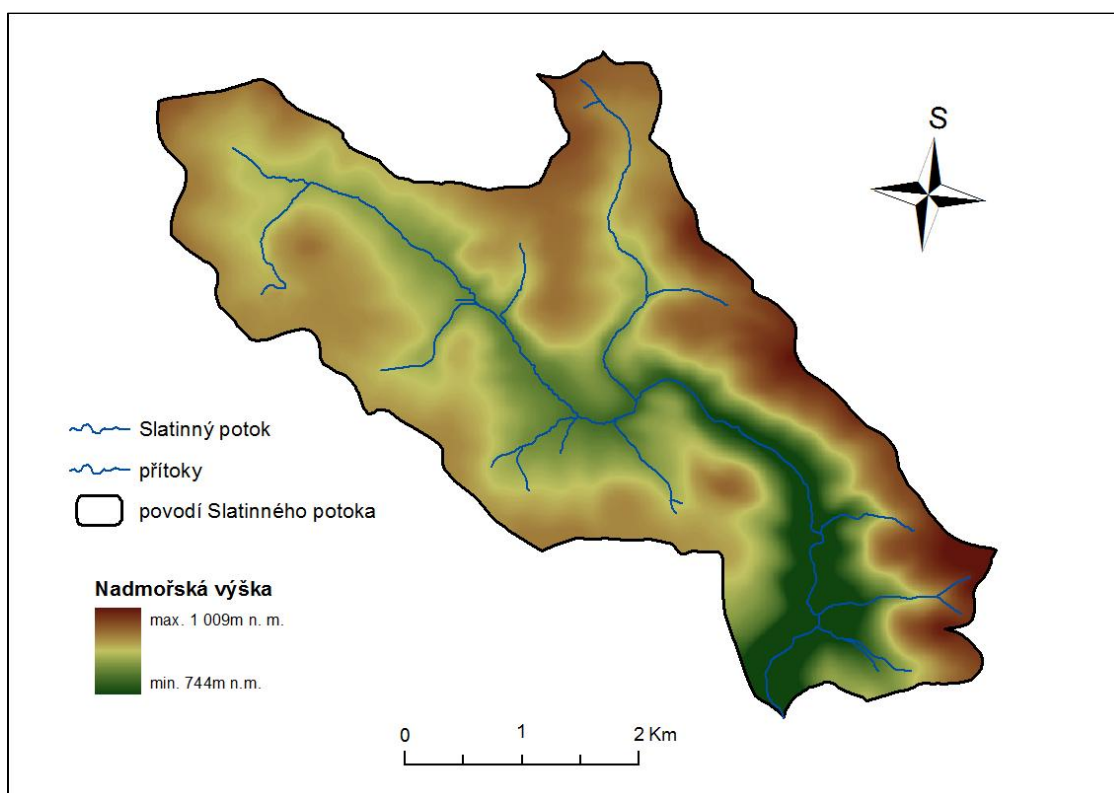 S
Slatinný potok
přítoky
povodí Slatinného potoka
Nadmořská výška
max. 1 009m n. m.
min. 744m n.m.
0 1 2 Km